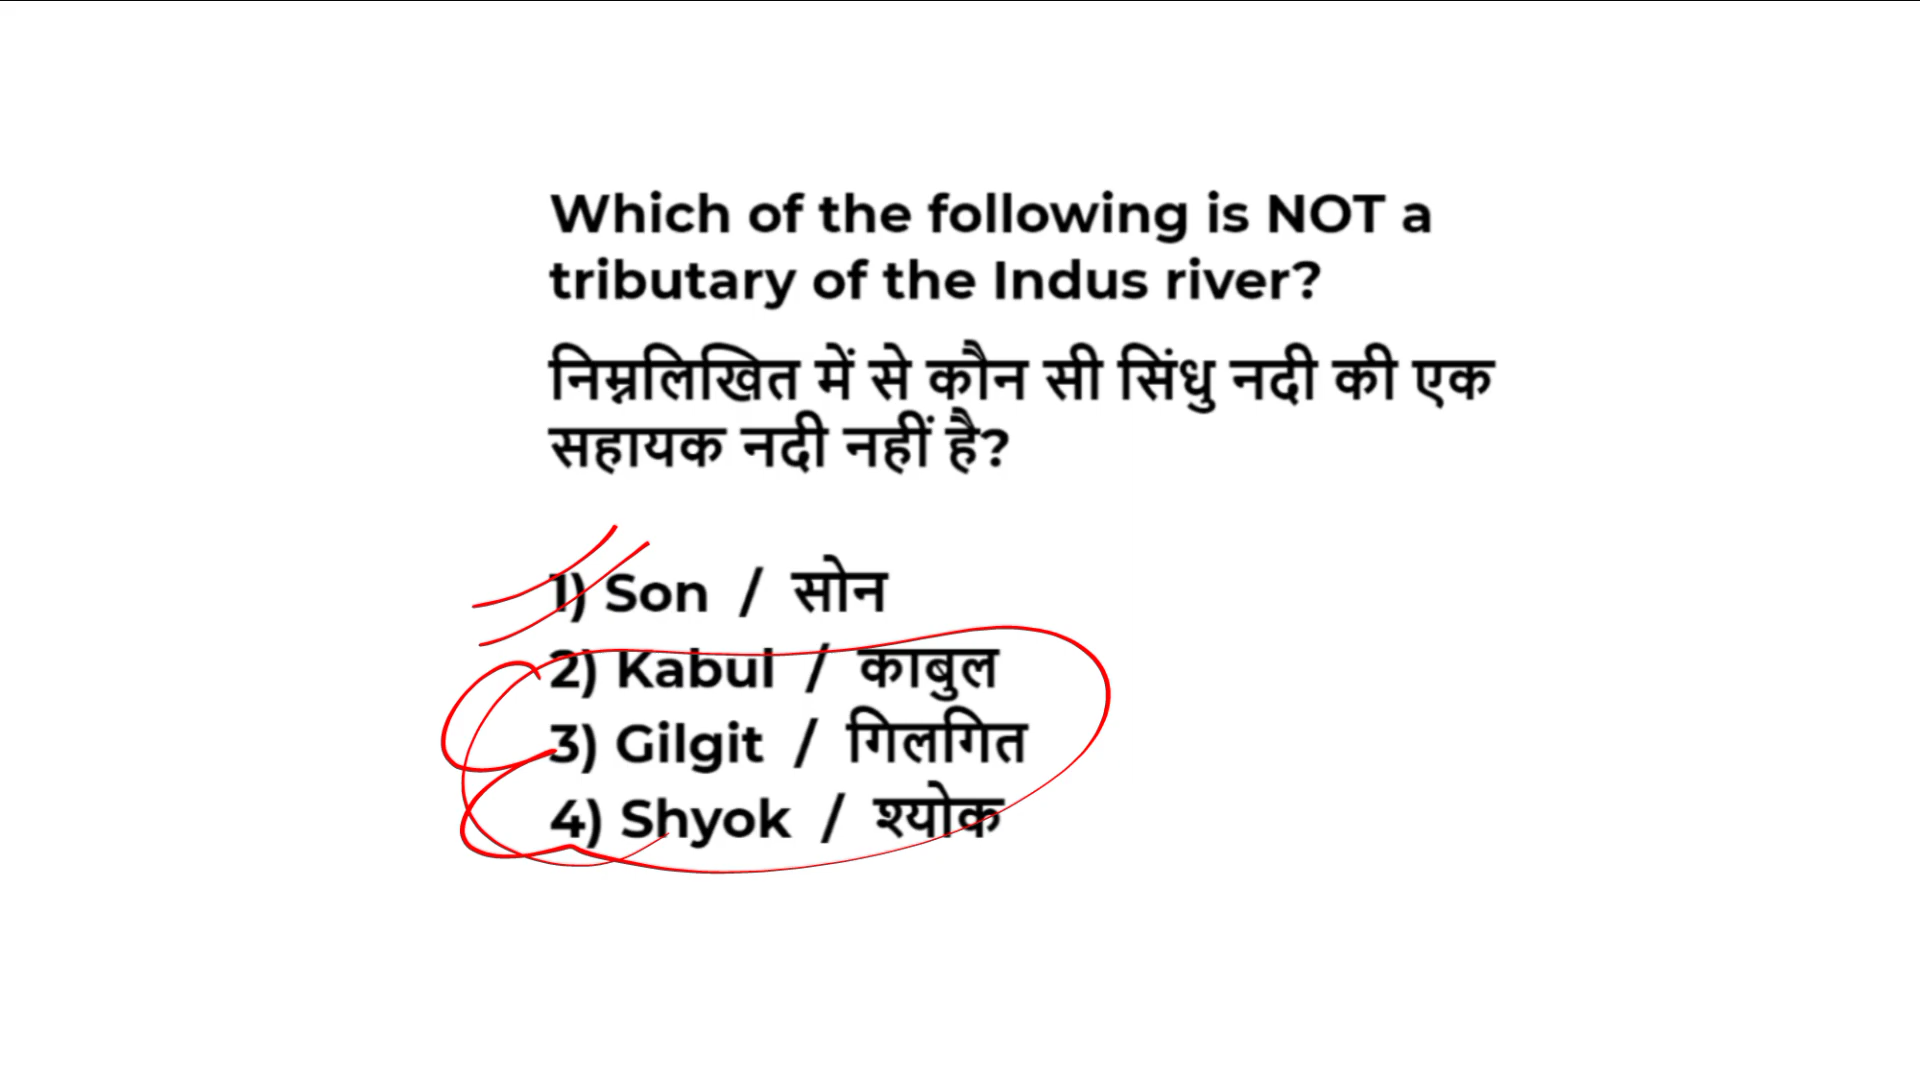 Which of the following is NOT a
tributary of the Indus river?
निम्नलिखित में से कौन सी सिंधु नदी की एक
सहायक नदी नहीं है?
1) Son / सोन
2) Kabul / काबुल
3) Gilgit / गिलगित
4) Shyok / श्योक